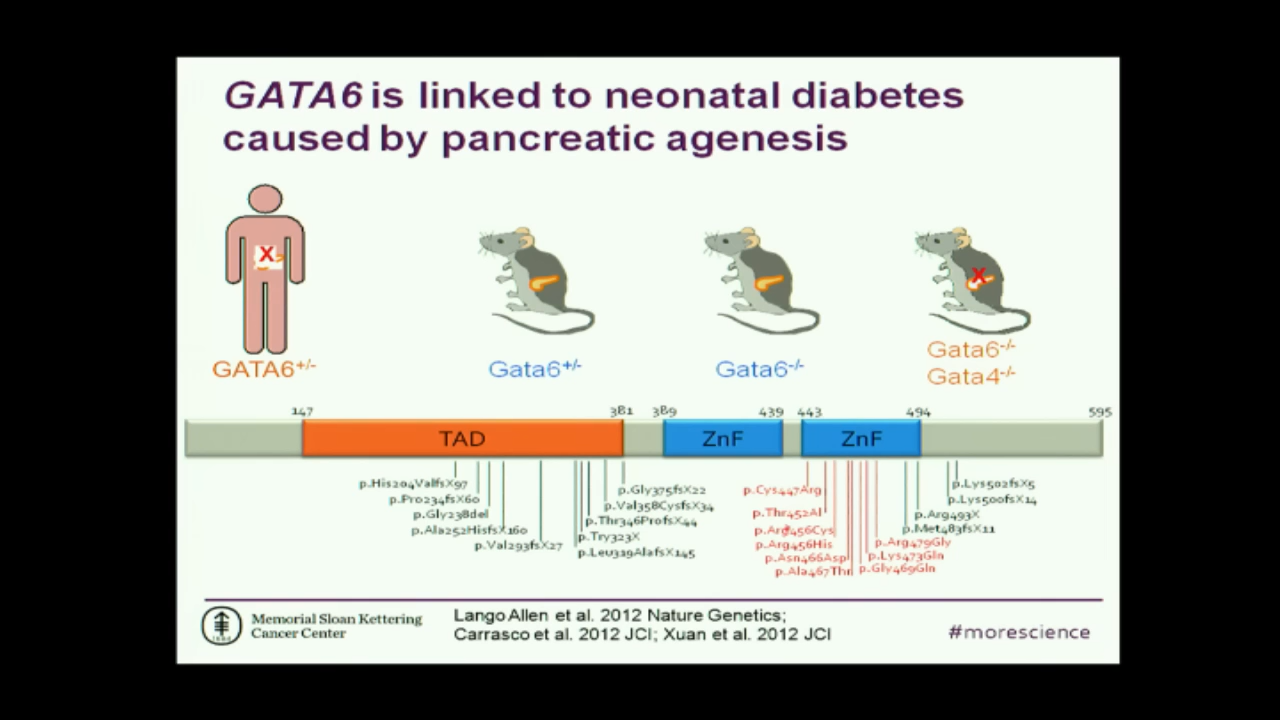 GATA6 is linked to neonatal diabetes
caused by pancreatic agenesis
X
X
GATA6+/-
Gata6+/-
Gata6-/-
Gata6-/-
Gata4-/-
147
381
389
439
443
494
595
TAD
ZnF
ZnF
p.His204ValfsX97
p.Pro234fsX60
p.Gly238del
p.Ala252HisfsX160
p.Val293fsX27
p.Gly375fsX22
p.Val358CysfsX34
p.Thr346ProfsX44
p.Try323X
p.Leu319AlafsX145
p.Cys447Arg
p.Thr452Al
p.Arg456Cys
p.Arg456His
p.Asn466Asp
p.Ala467Thr
p.Lys502fsX5
p.Lys500fsX14
p.Arg493X
p.Met483fsX11
p.Arg479Gly
p.Lys473Gln
p.Gly469Gln
Memorial Sloan Kettering
Cancer Center
Lango Allen et al. 2012 Nature Genetics;
Carrasco et al. 2012 JCI; Xuan et al. 2012 JCI
#morescience